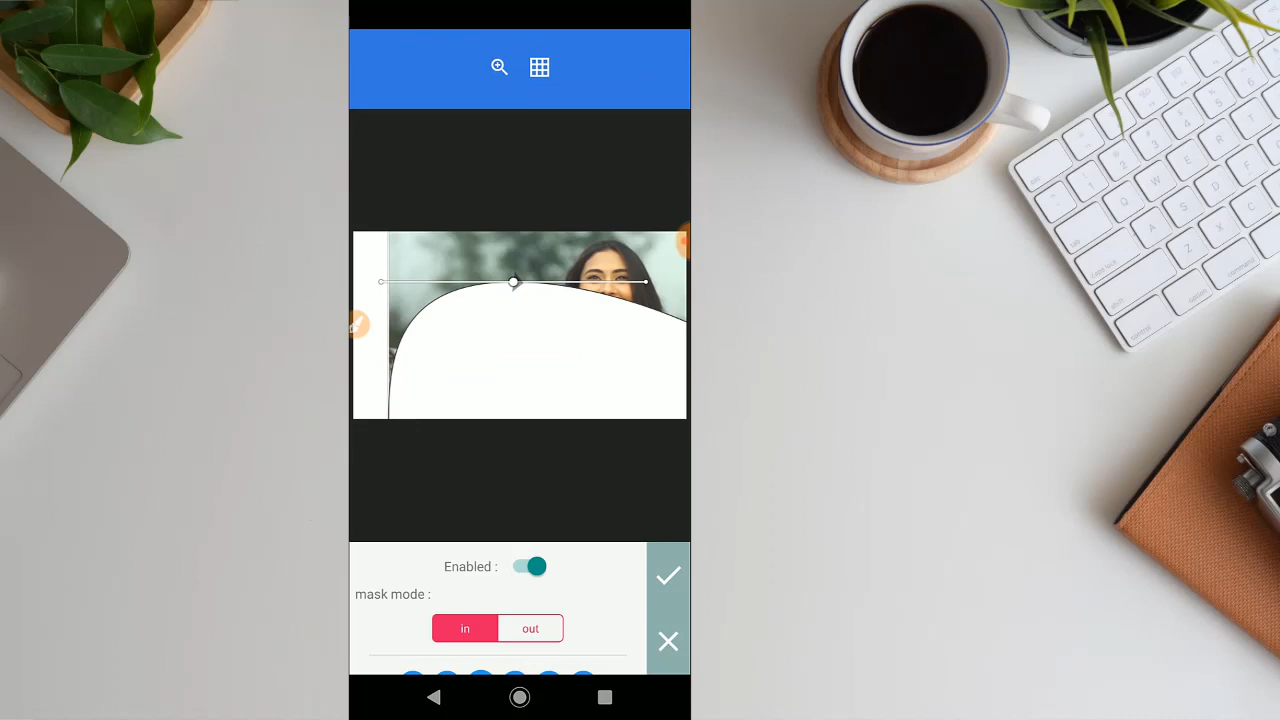 Enabled :
mask mode :
in
out